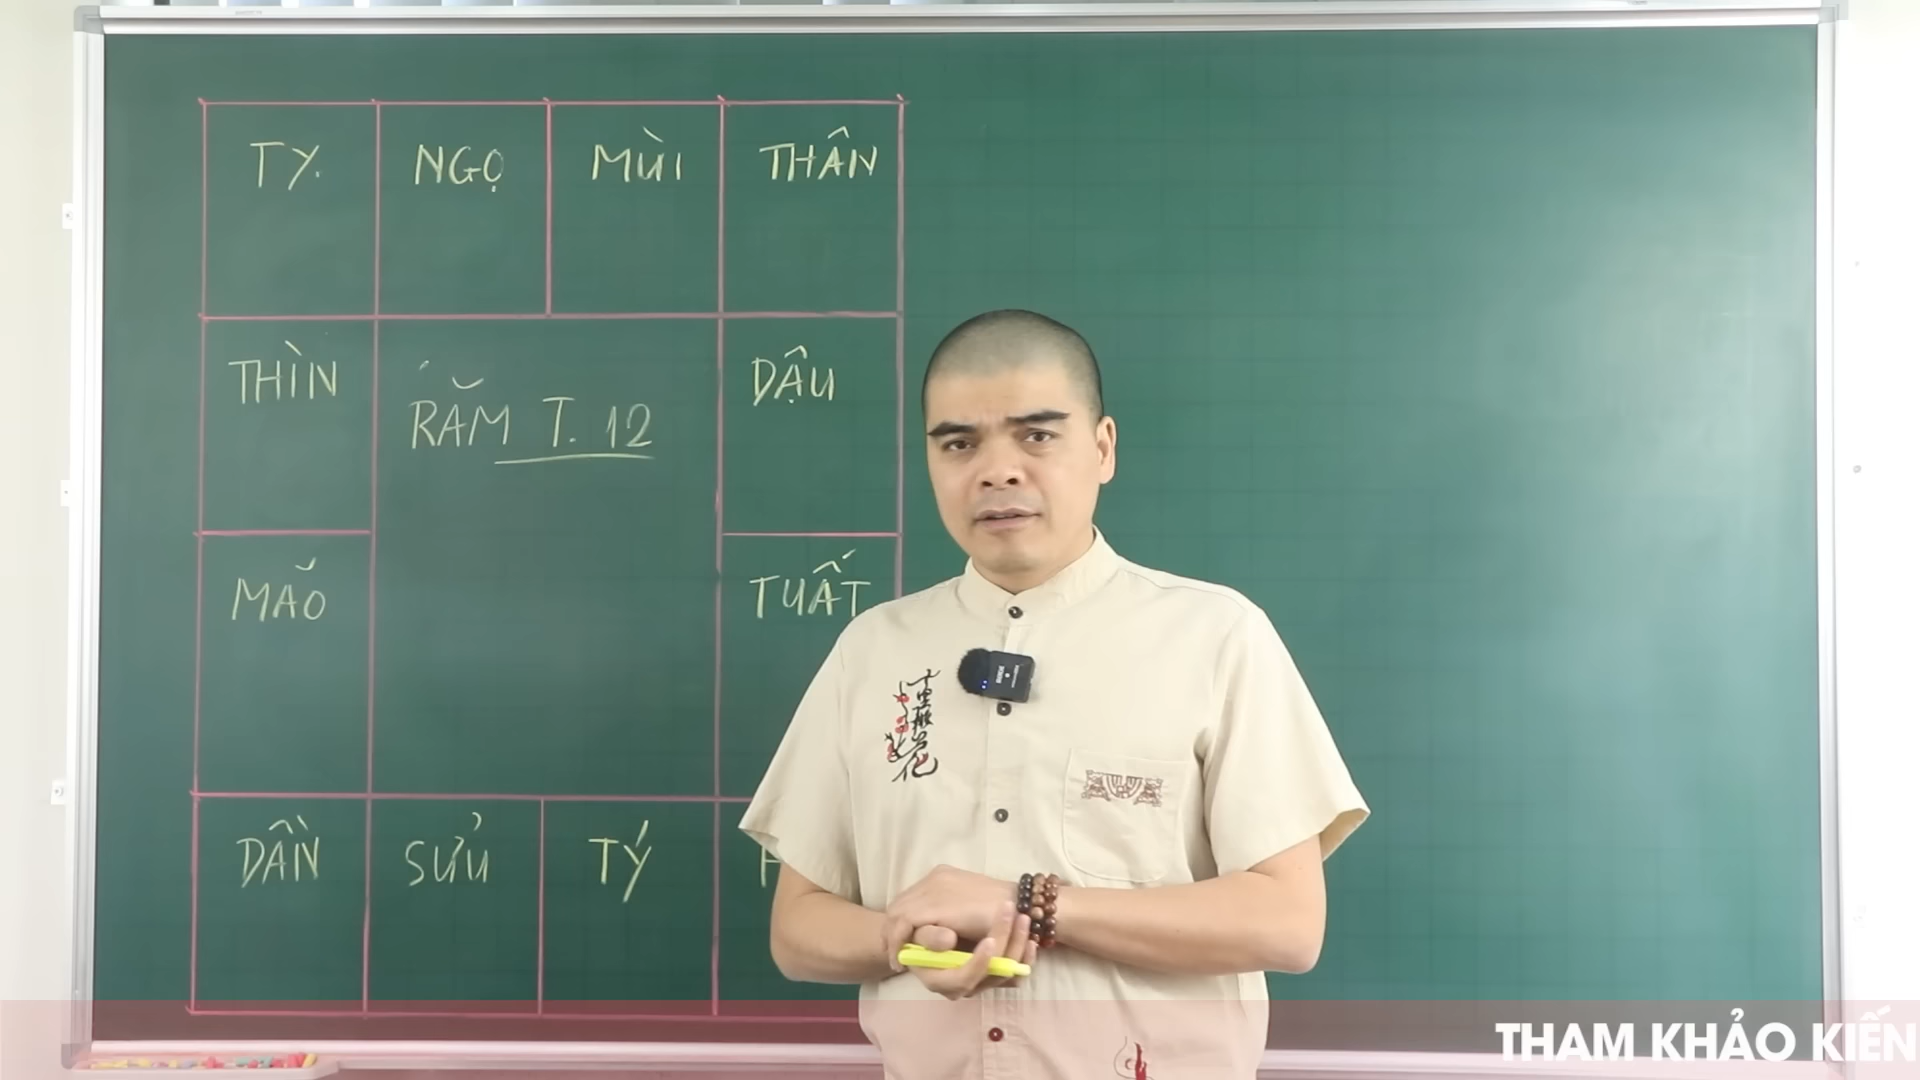 TỴ
NGỌ
MÙI
THÂN
THÌN
RẰM T. 12
DẬU
MÃO
TUẤT
DẦN
SỬU
TÝ
THAM KHẢO KIẾN